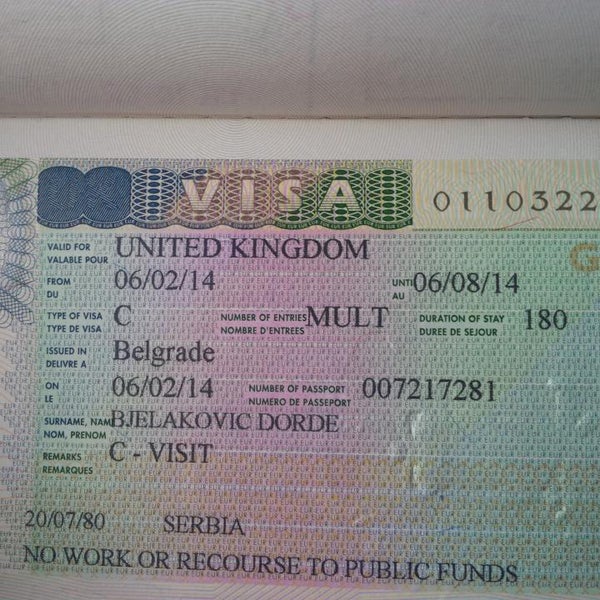 VISA 0110322
VALID FOR UNITED KINGDOM
VALABLE POUR
FROM 06/02/14 UNTIL 06/08/14
DU AU
TYPE OF VISA C NUMBER OF ENTRIES MULT DURATION OF STAY 180
TYPE DE VISA NOMBRE D'ENTREES DUREE DE SEJOUR
ISSUED IN Belgrade
DELIVRE A
ON 06/02/14 NUMBER OF PASSPORT 007217281
LE NUMERO DE PASSEPORT
SURNAME, NAME BJELAKOVIC DORDE
NOM, PRENOM
REMARKS C - VISIT
REMARQUES
20/07/80 SERBIA
NO WORK OR RECOURSE TO PUBLIC FUNDS